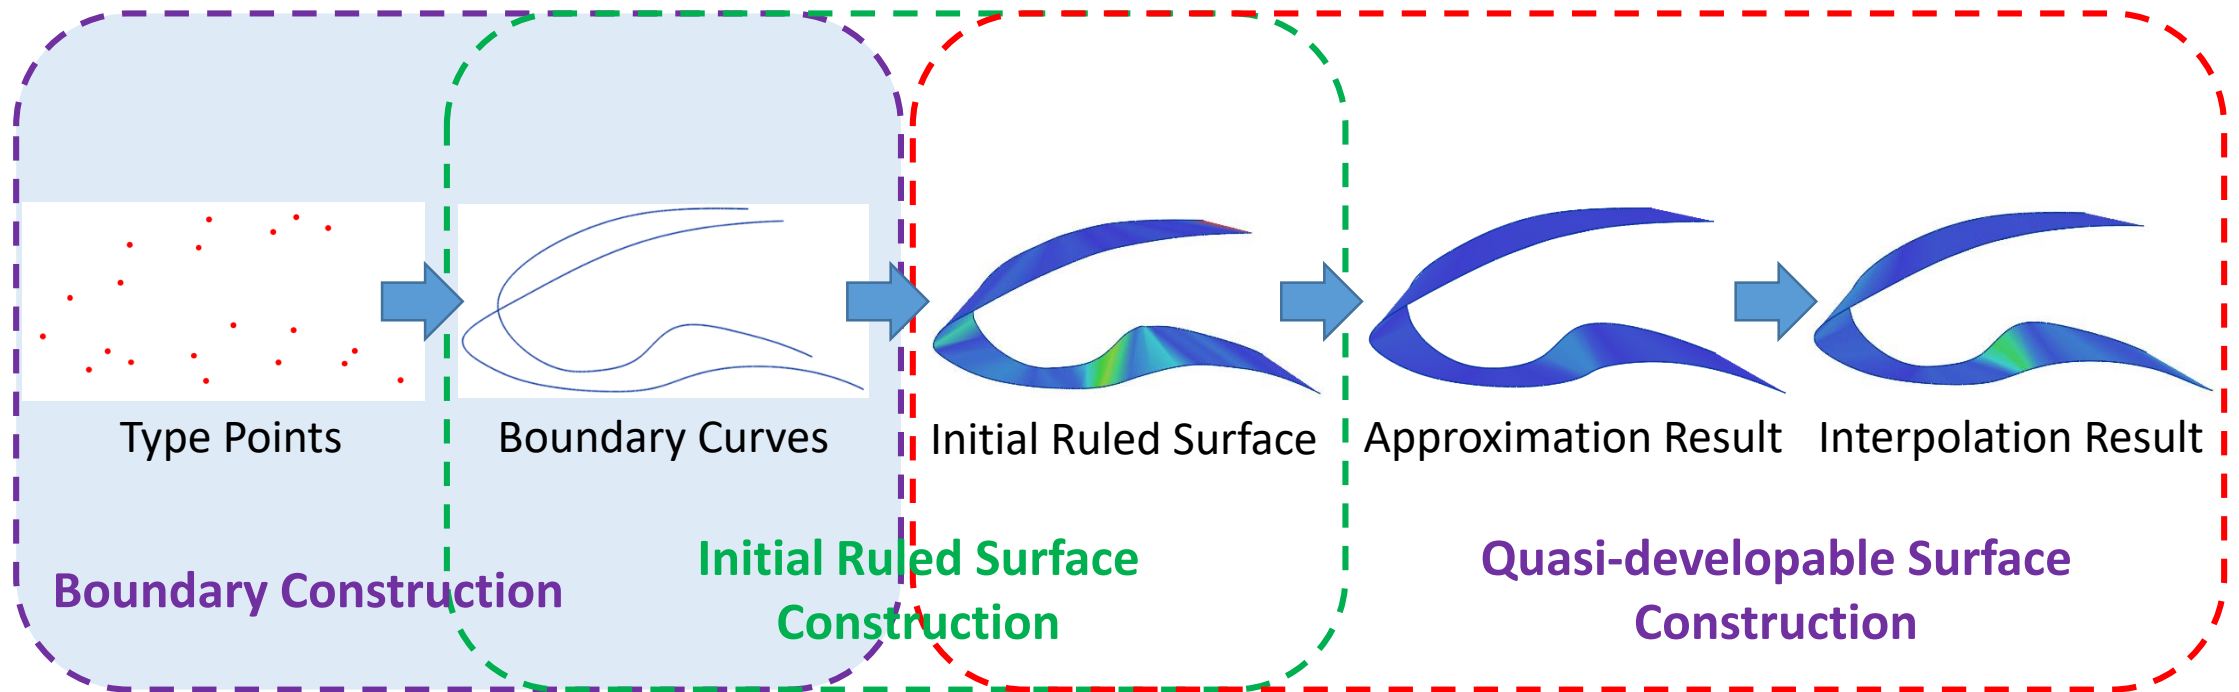 Type Points
Boundary Curves
Initial Ruled Surface
Approximation Result
Interpolation Result
Boundary Construction
Initial Ruled Surface
Construction
Quasi-developable Surface
Construction